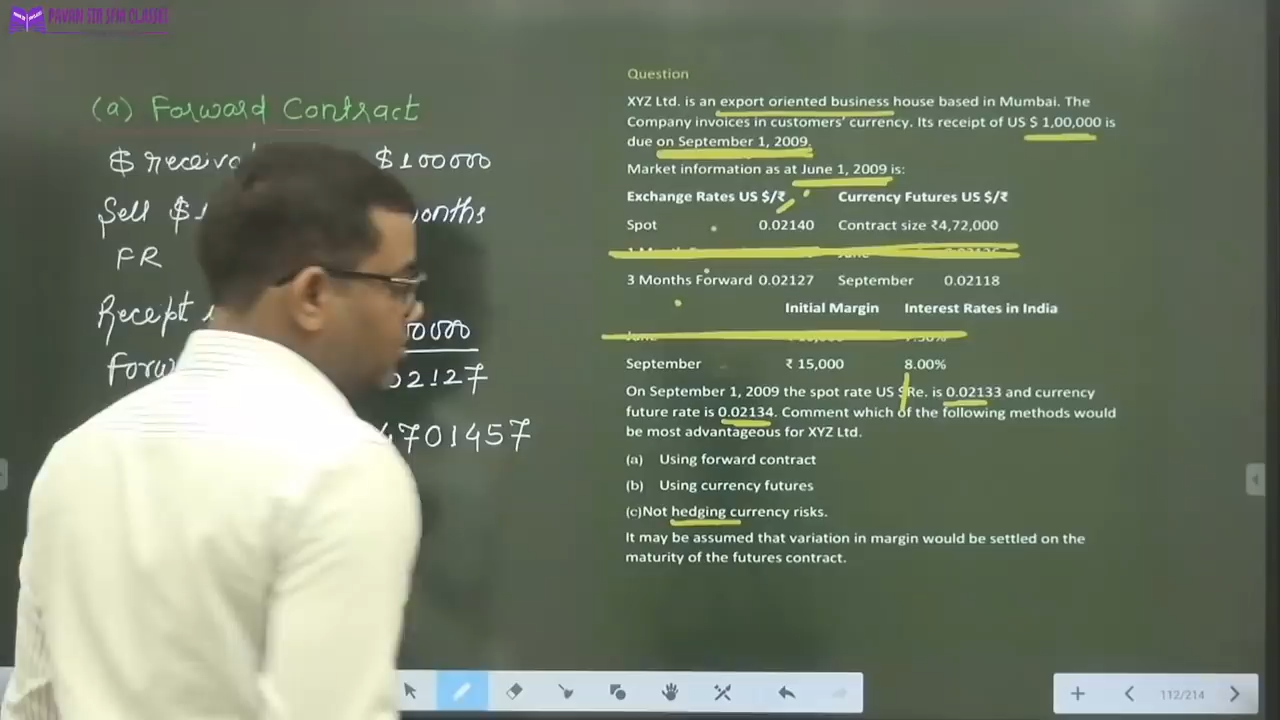 PAVAN SIR SFM CLASSES
(a) Forward Contract
$ $100000
Sell $
FR
Receipt
02127
4701457
Question
XYZ Ltd. is an export oriented business house based in Mumbai. The
Company invoices in customers' currency. Its receipt of US $ 1,00,000 is
due on September 1, 2009.
Market information as at June 1, 2009 is:
Exchange Rates US $/₹ Currency Futures US $/₹
Spot 0.02140 Contract size ₹4,72,000
3 Months Forward 0.02127 September 0.02118
Initial Margin Interest Rates in India
September ₹ 15,000 8.00%
On September 1, 2009 the spot rate US $Re. is 0.02133 and currency
future rate is 0.02134. Comment which of the following methods would
be most advantageous for XYZ Ltd.
(a) Using forward contract
(b) Using currency futures
(c)Not hedging currency risks.
It may be assumed that variation in margin would be settled on the
maturity of the futures contract.
112/214